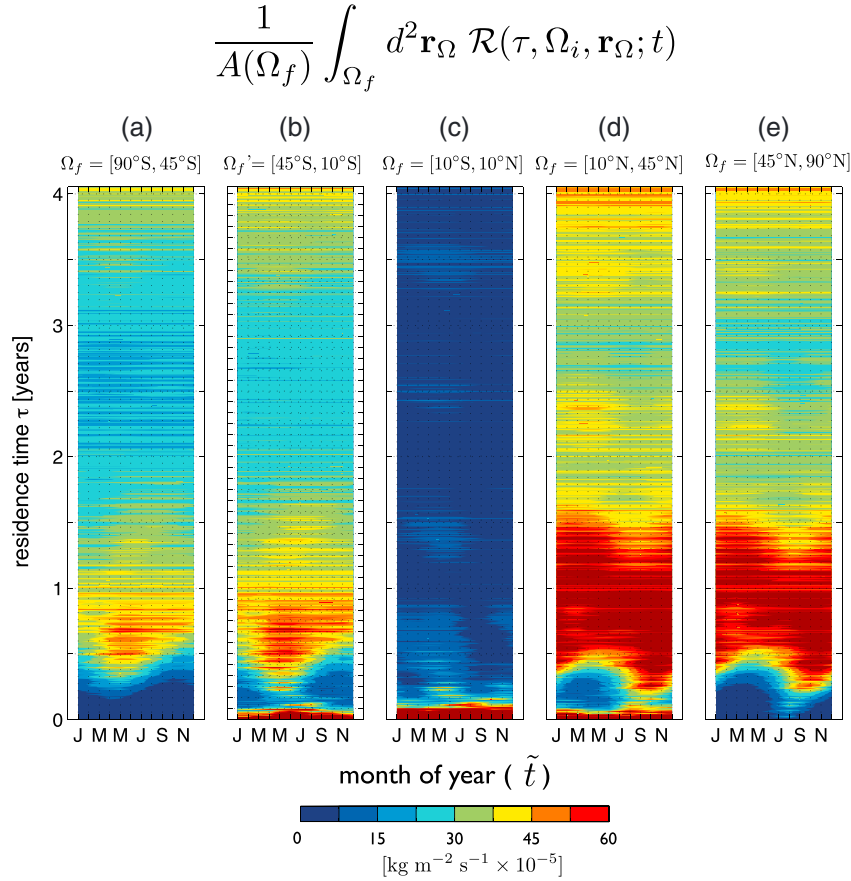 1/A(Ω_f) ∫_{Ω_f} d²r_Ω R(τ, Ω_i, r_Ω; t)
(a) (b) (c) (d) (e)
Ω_f = [90°S, 45°S] Ω_f' = [45°S, 10°S] Ω_f = [10°S, 10°N] Ω_f = [10°N, 45°N] Ω_f = [45°N, 90°N]
4
3
2
1
0
residence time τ [years]
J M M J S N J M M J S N J M M J S N J M M J S N J M M J S N
month of year ( t̃ )
0 15 30 45 60
[kg m⁻² s⁻¹ × 10⁻⁵]